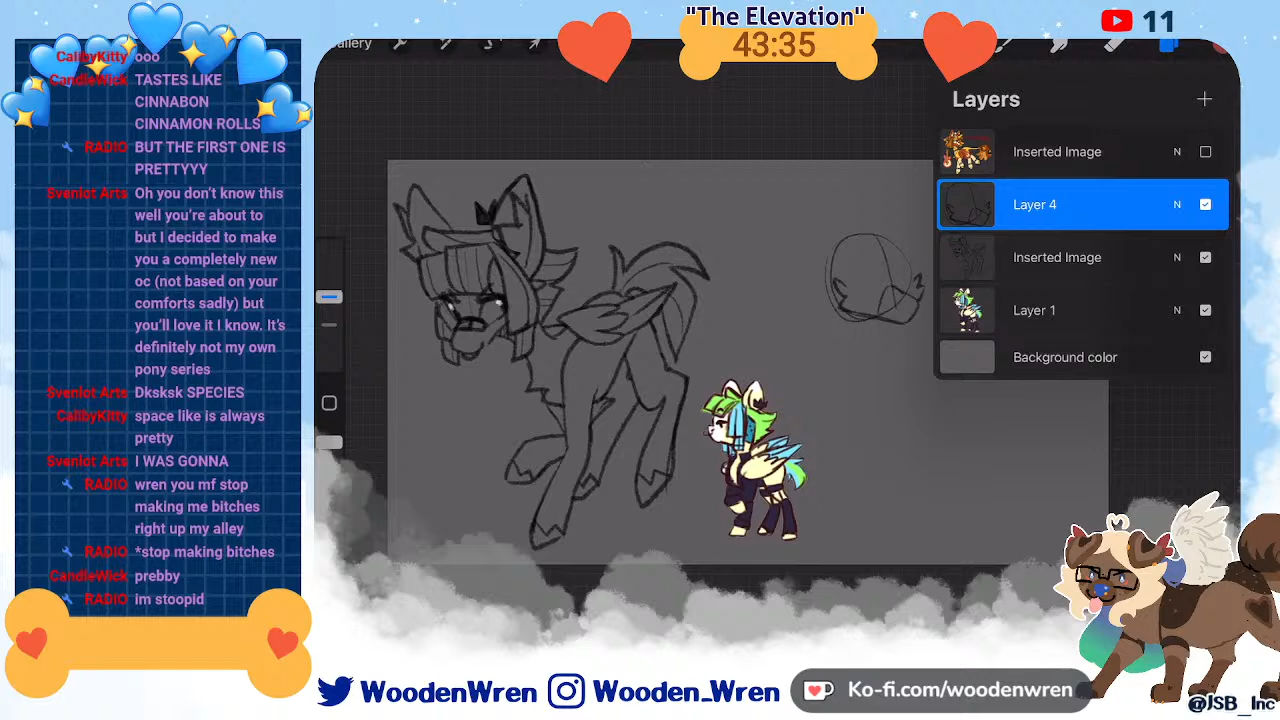 "The Elevation"
43:35
11
allery
Layers
Inserted Image N
Layer 4 N
Inserted Image N
Layer 1 N
Background color
CalibyKitty ooo
CandleWick TASTES LIKE
CINNABON
CINNAMON ROLLS
RADIO BUT THE FIRST ONE IS
PRETTYYY
Svenlot Arts Oh you don't know this
well you're about to
but I decided to make
you a completely new
oc (not based on your
comforts sadly) but
you'll love it I know. It's
definitely not my own
pony series
Svenlot Arts Dksksk SPECIES
CalibyKitty space like is always
pretty
Svenlot Arts I WAS GONNA
RADIO wren you mf stop
making me bitches
right up my alley
RADIO *stop making bitches
CandleWick prebby
RADIO im stoopid
WoodenWren
Wooden_Wren
Ko-fi.com/woodenwren
@JSB_Inc